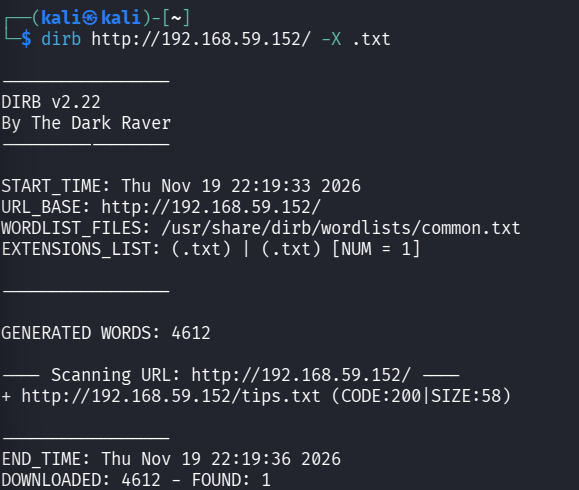 ┌──(kali㉿kali)-[~]
└─$ dirb http://192.168.59.152/ -X .txt
-----------------
DIRB v2.22
By The Dark Raver
-----------------
START_TIME: Thu Nov 19 22:19:33 2026
URL_BASE: http://192.168.59.152/
WORDLIST_FILES: /usr/share/dirb/wordlists/common.txt
EXTENSIONS_LIST: (.txt) | (.txt) [NUM = 1]
-----------------
GENERATED WORDS: 4612
---- Scanning URL: http://192.168.59.152/ ----
+ http://192.168.59.152/tips.txt (CODE:200|SIZE:58)
-----------------
END_TIME: Thu Nov 19 22:19:36 2026
DOWNLOADED: 4612 - FOUND: 1